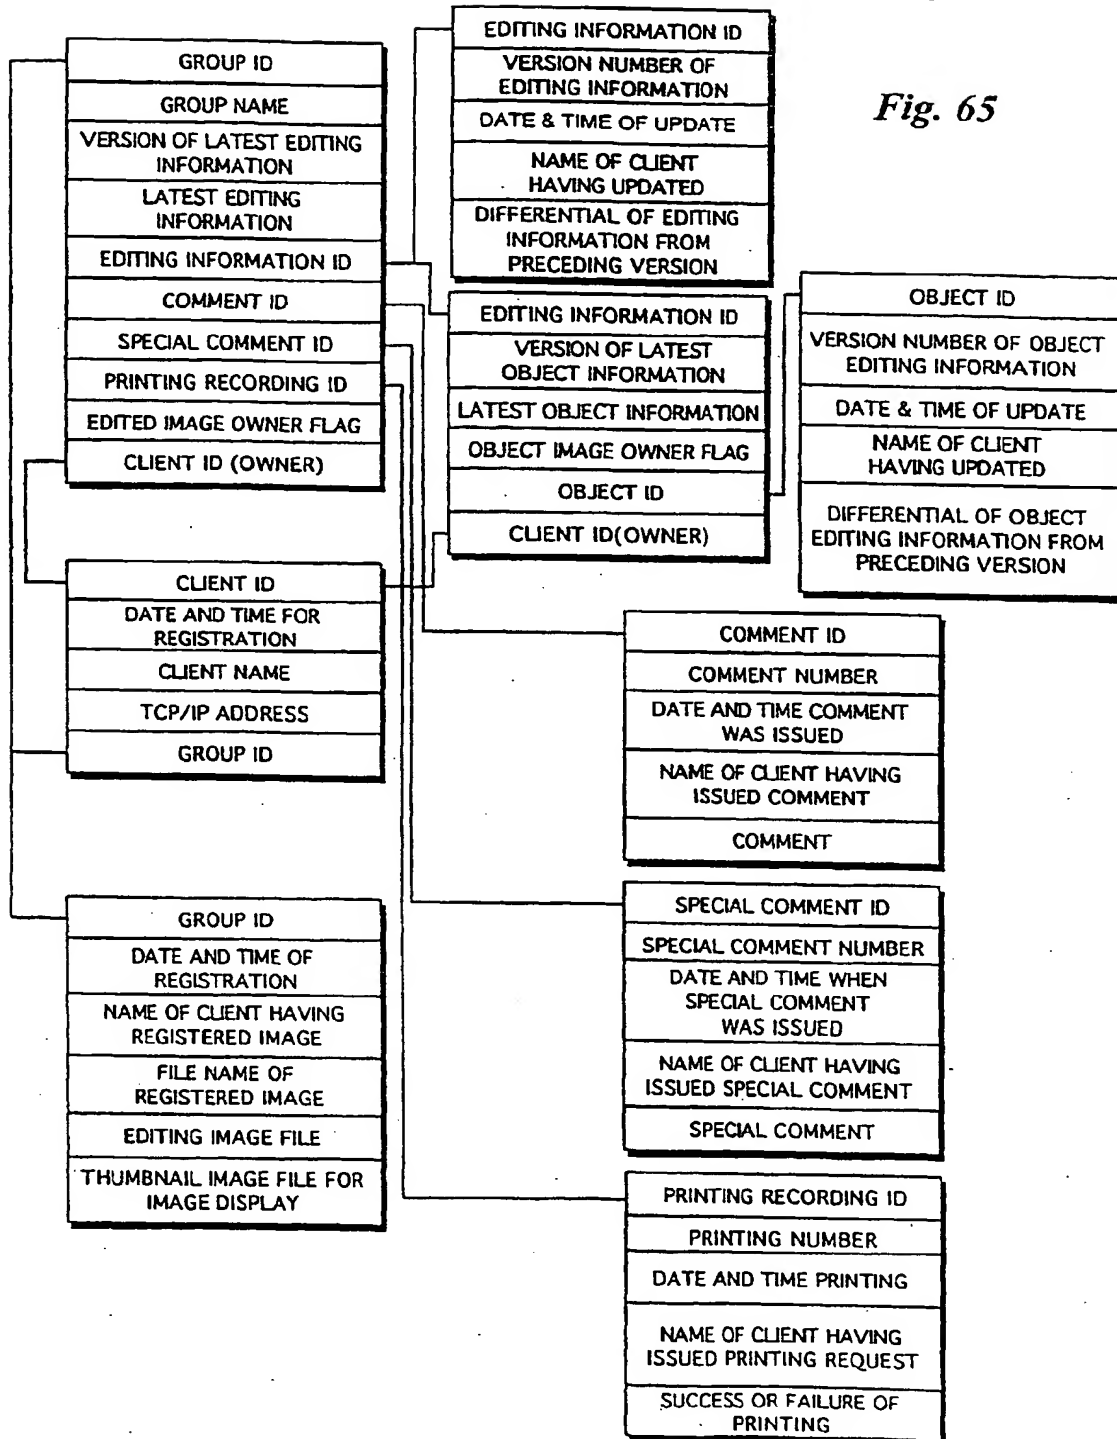 Fig. 65
GROUP ID
GROUP NAME
VERSION OF LATEST EDITING
INFORMATION
LATEST EDITING
INFORMATION
EDITING INFORMATION ID
COMMENT ID
SPECIAL COMMENT ID
PRINTING RECORDING ID
EDITED IMAGE OWNER FLAG
CLIENT ID (OWNER)
CLIENT ID
DATE AND TIME FOR
REGISTRATION
CLIENT NAME
TCP/IP ADDRESS
GROUP ID
GROUP ID
DATE AND TIME OF
REGISTRATION
NAME OF CLIENT HAVING
REGISTERED IMAGE
FILE NAME OF
REGISTERED IMAGE
EDITING IMAGE FILE
THUMBNAIL IMAGE FILE FOR
IMAGE DISPLAY
EDITING INFORMATION ID
VERSION NUMBER OF
EDITING INFORMATION
DATE & TIME OF UPDATE
NAME OF CLIENT
HAVING UPDATED
DIFFERENTIAL OF EDITING
INFORMATION FROM
PRECEDING VERSION
EDITING INFORMATION ID
VERSION OF LATEST
OBJECT INFORMATION
LATEST OBJECT INFORMATION
OBJECT IMAGE OWNER FLAG
OBJECT ID
CLIENT ID(OWNER)
OBJECT ID
VERSION NUMBER OF OBJECT
EDITING INFORMATION
DATE & TIME OF UPDATE
NAME OF CLIENT
HAVING UPDATED
DIFFERENTIAL OF OBJECT
EDITING INFORMATION FROM
PRECEDING VERSION
COMMENT ID
COMMENT NUMBER
DATE AND TIME COMMENT
WAS ISSUED
NAME OF CLIENT HAVING
ISSUED COMMENT
COMMENT
SPECIAL COMMENT ID
SPECIAL COMMENT NUMBER
DATE AND TIME WHEN
SPECIAL COMMENT
WAS ISSUED
NAME OF CLIENT HAVING
ISSUED SPECIAL COMMENT
SPECIAL COMMENT
PRINTING RECORDING ID
PRINTING NUMBER
DATE AND TIME PRINTING
NAME OF CLIENT HAVING
ISSUED PRINTING REQUEST
SUCCESS OR FAILURE OF
PRINTING